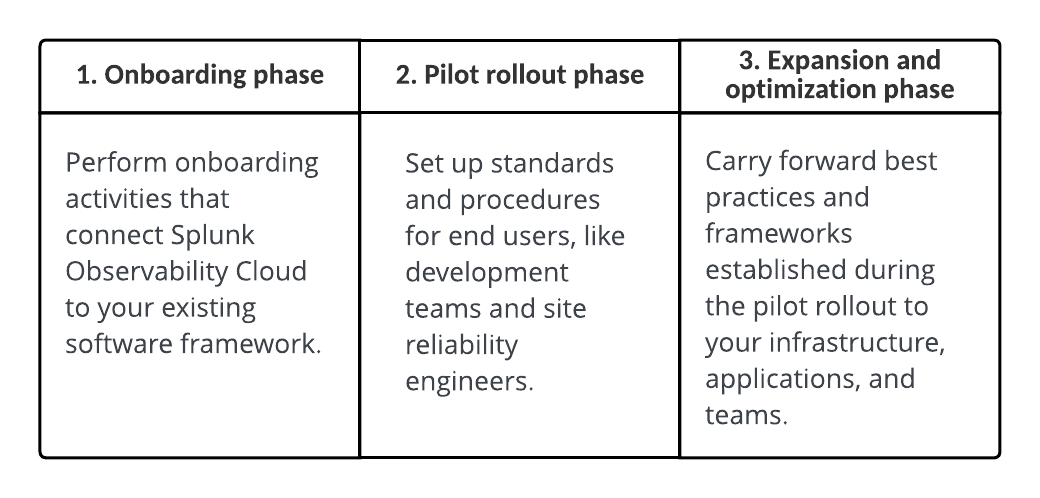 1. Onboarding phase
Perform onboarding
activities that
connect Splunk
Observability Cloud
to your existing
software framework.
2. Pilot rollout phase
Set up standards
and procedures
for end users, like
development
teams and site
reliability
engineers.
3. Expansion and
optimization phase
Carry forward best
practices and
frameworks
established during
the pilot rollout to
your infrastructure,
applications, and
teams.